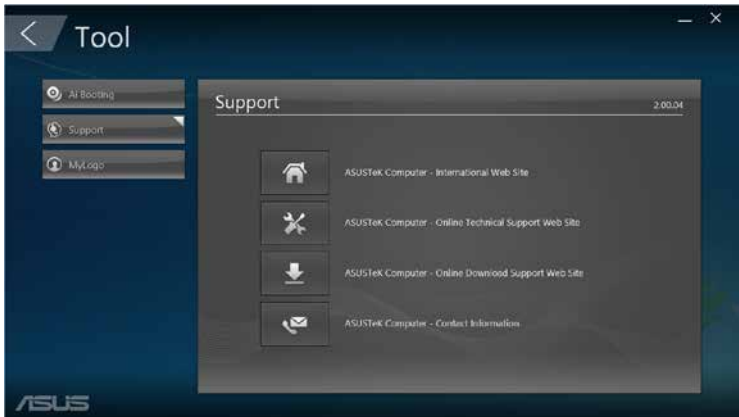 Tool
AI Booting
Support
MyLogo
Support
2.00.04
ASUSTeK Computer - International Web Site
ASUSTeK Computer - Online Technical Support Web Site
ASUSTeK Computer - Online Download Support Web Site
ASUSTeK Computer - Contact Information
ASUS